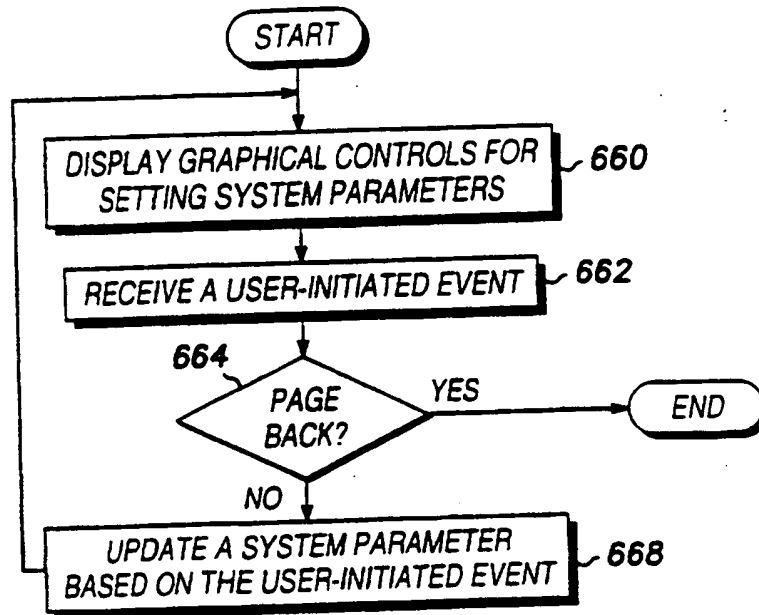 START
DISPLAY GRAPHICAL CONTROLS FOR
SETTING SYSTEM PARAMETERS
660
RECEIVE A USER-INITIATED EVENT
662
664
PAGE
BACK?
YES
END
NO
UPDATE A SYSTEM PARAMETER
BASED ON THE USER-INITIATED EVENT
668